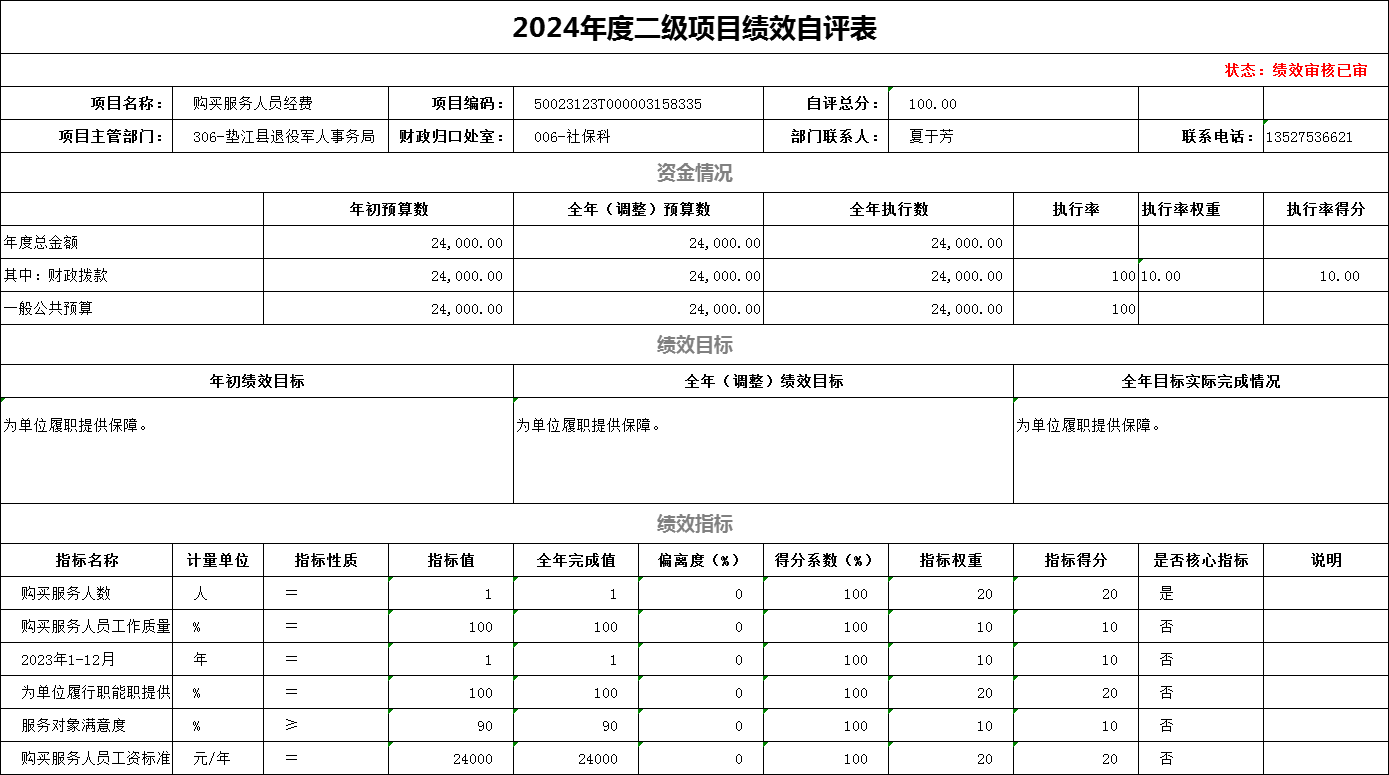 2024年度二级项目绩效自评表
状态：绩效审核已审
项目名称： 购买服务人员经费 项目编码： 50023123T000003158335 自评总分： 100.00
项目主管部门： 306-垫江县退役军人事务局 财政归口处室： 006-社保科 部门联系人： 夏于芳 联系电话： 13527536621
资金情况
年初预算数 全年（调整）预算数 全年执行数 执行率 执行率权重 执行率得分
年度总金额 24,000.00 24,000.00 24,000.00
其中：财政拨款 24,000.00 24,000.00 24,000.00 100 10.00 10.00
一般公共预算 24,000.00 24,000.00 24,000.00 100
绩效目标
年初绩效目标 全年（调整）绩效目标 全年目标实际完成情况
为单位履职提供保障。 为单位履职提供保障。 为单位履职提供保障。
绩效指标
指标名称 计量单位 指标性质 指标值 全年完成值 偏离度（%） 得分系数（%） 指标权重 指标得分 是否核心指标 说明
购买服务人数 人 ＝ 1 1 0 100 20 20 是
购买服务人员工作质量 % ＝ 100 100 0 100 10 10 否
2023年1-12月 年 ＝ 1 1 0 100 10 10 否
为单位履行职能职提供 % ＝ 100 100 0 100 20 20 否
服务对象满意度 % ≥ 90 90 0 100 10 10 否
购买服务人员工资标准 元/年 ＝ 24000 24000 0 100 20 20 否